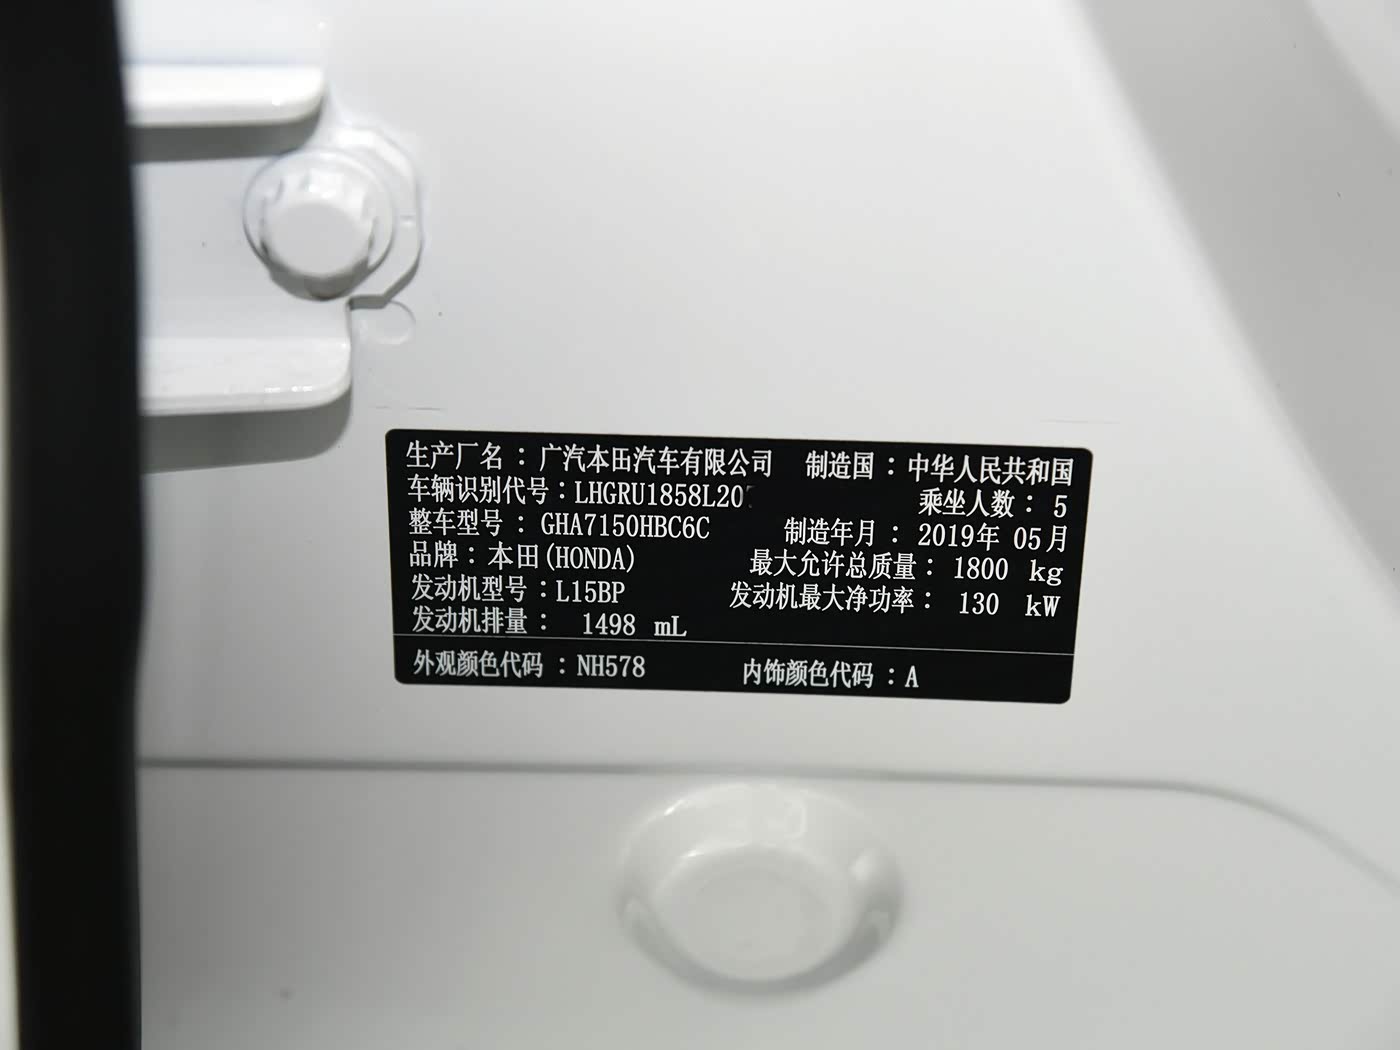 生产厂名：广汽本田汽车有限公司 制造国：中华人民共和国
车辆识别代号：LHGRU1858L20 乘坐人数：5
整车型号：GHA7150HBC6C 制造年月：2019年 05月
品牌：本田(HONDA) 最大允许总质量：1800 kg
发动机型号：L15BP 发动机最大净功率：130 kW
发动机排量：1498 mL
外观颜色代码：NH578 内饰颜色代码：A